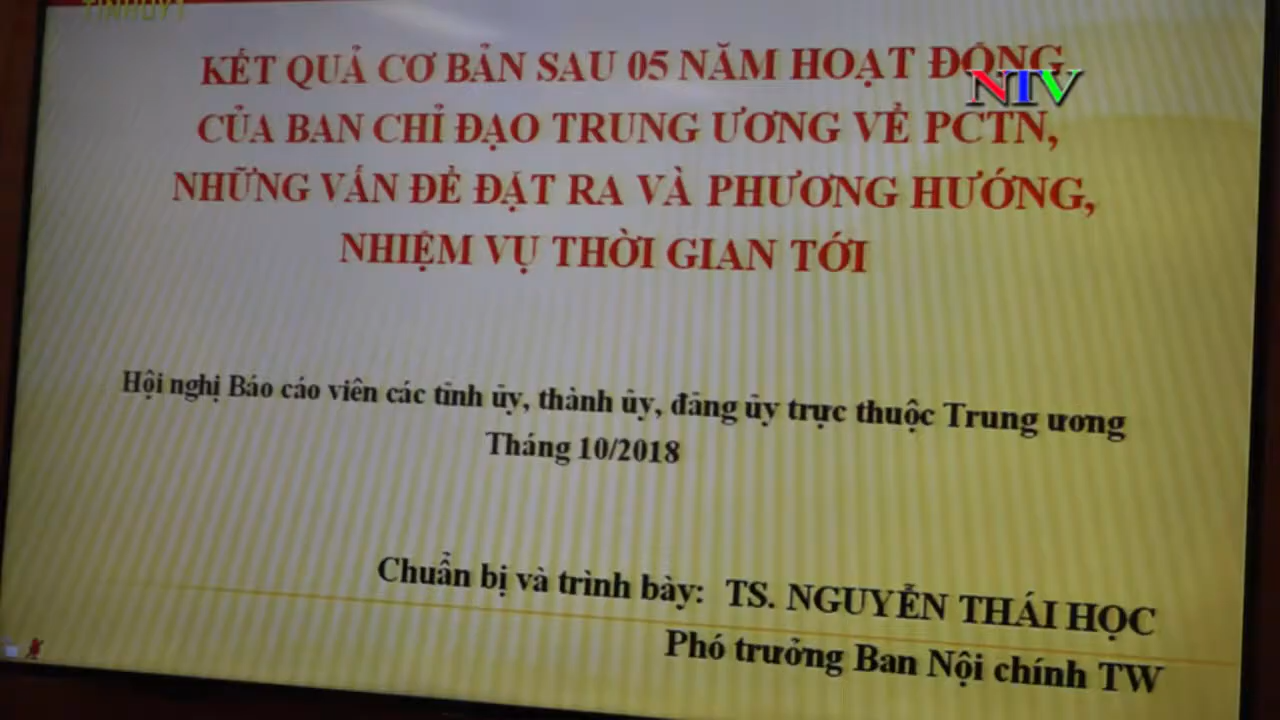 KẾT QUẢ CƠ BẢN SAU 05 NĂM HOẠT ĐỘNG
NTV
CỦA BAN CHỈ ĐẠO TRUNG ƯƠNG VỀ PCTN,
NHỮNG VẤN ĐỀ ĐẶT RA VÀ PHƯƠNG HƯỚNG,
NHIỆM VỤ THỜI GIAN TỚI
Hội nghị Báo cáo viên các tỉnh ủy, thành ủy, đảng ủy trực thuộc Trung ương
Tháng 10/2018
Chuẩn bị và trình bày: TS. NGUYỄN THÁI HỌC
Phó trưởng Ban Nội chính TW